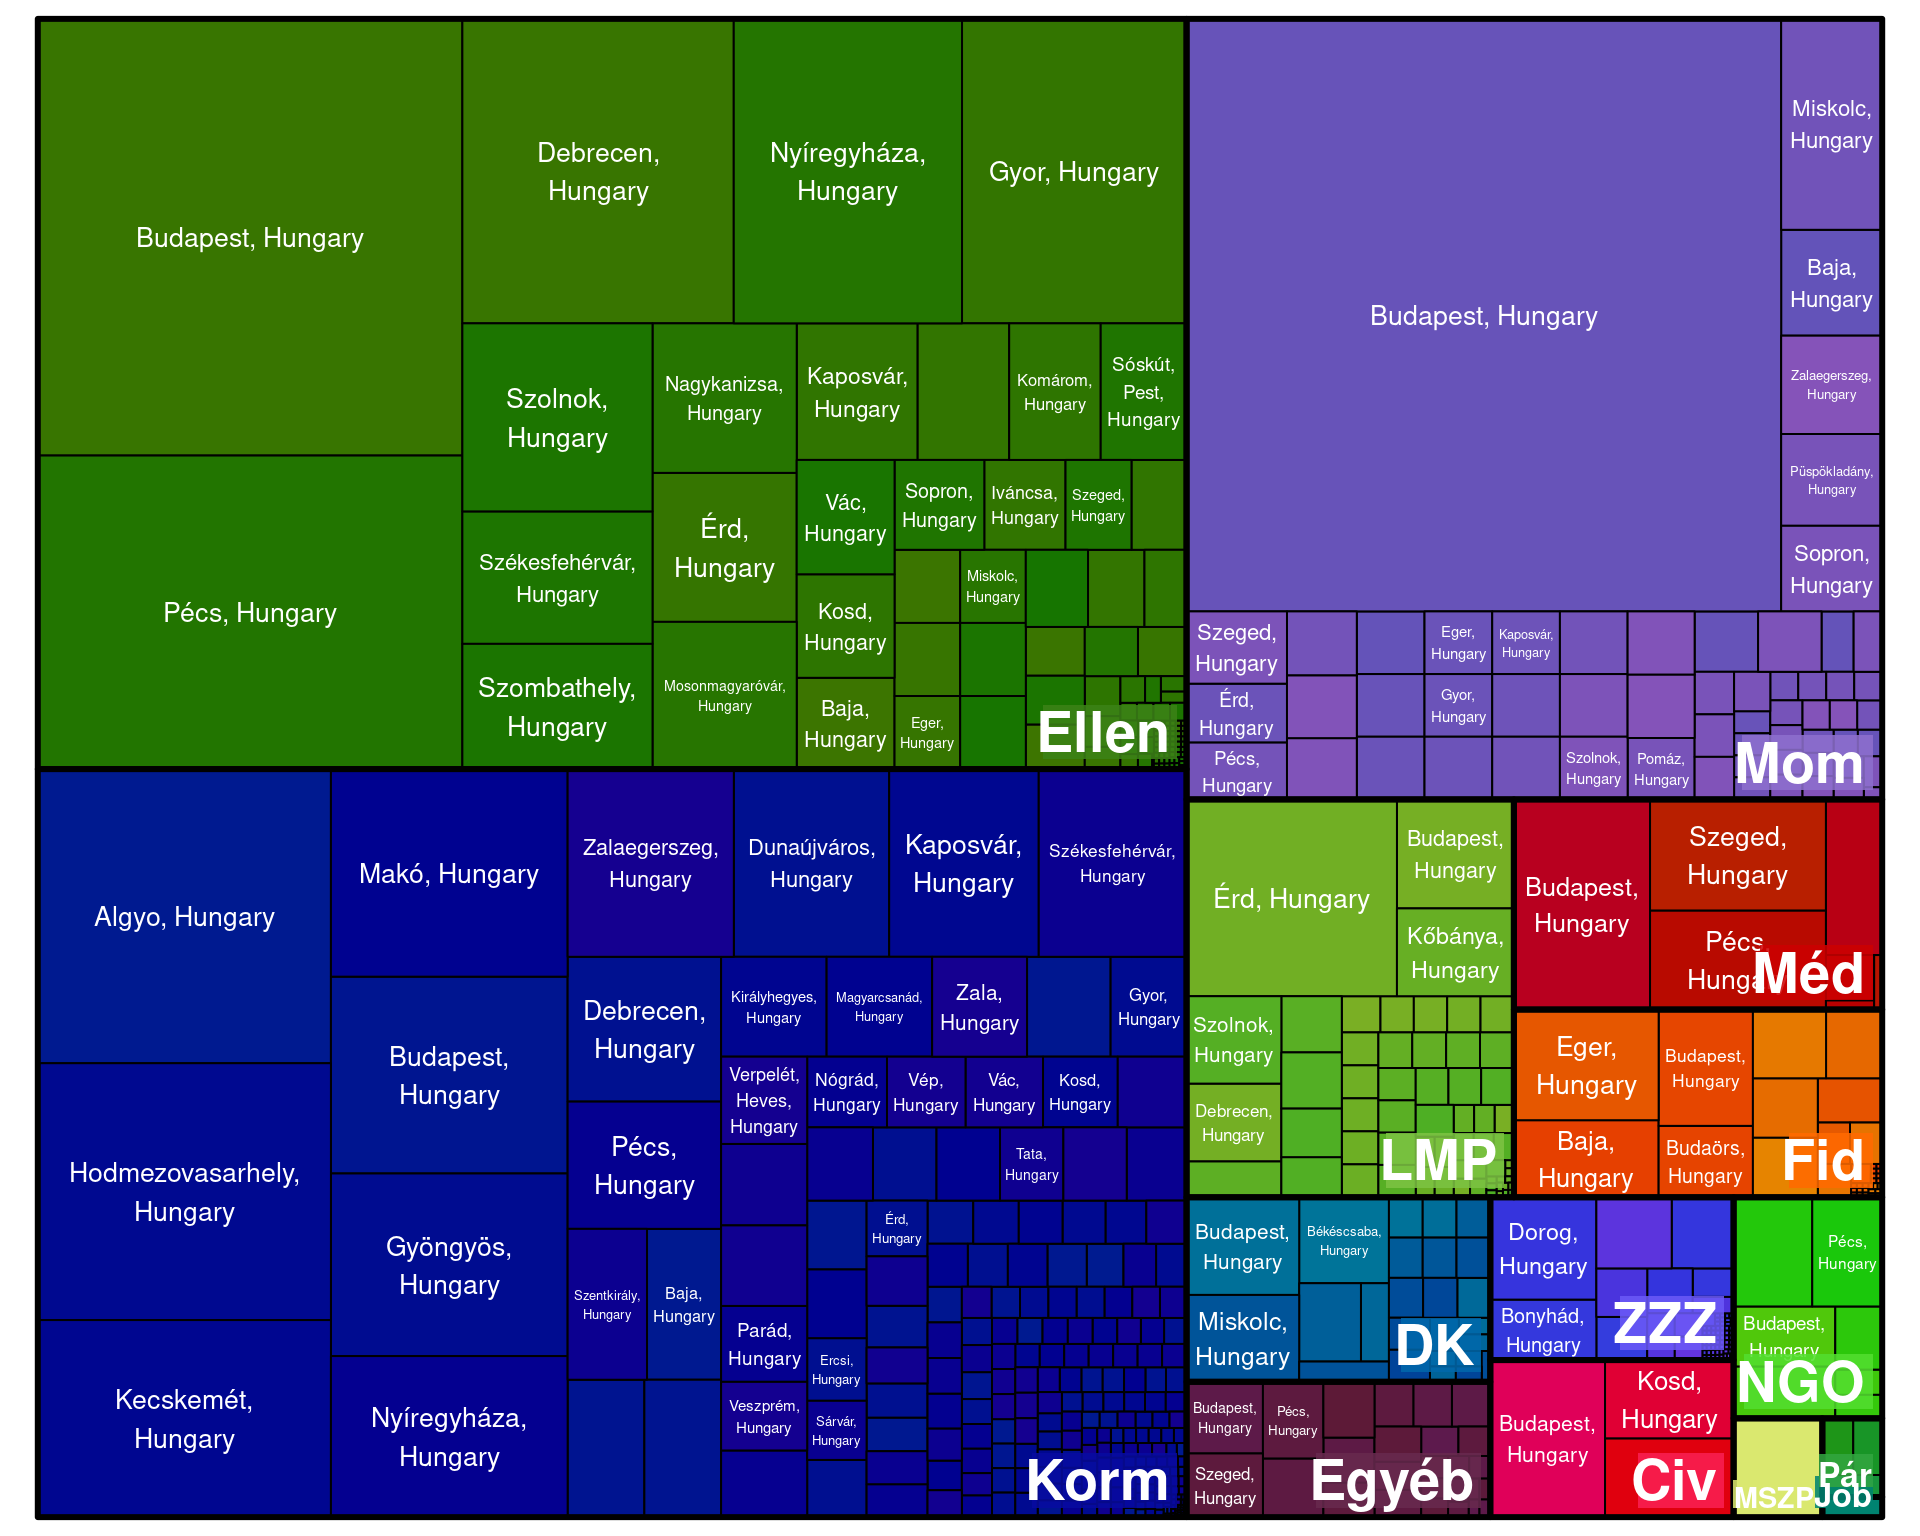 Budapest, Hungary
Pécs, Hungary
Debrecen,
Hungary
Nyíregyháza,
Hungary
Gyor, Hungary
Szolnok,
Hungary
Székesfehérvár,
Hungary
Szombathely,
Hungary
Nagykanizsa,
Hungary
Érd,
Hungary
Mosonmagyaróvár,
Hungary
Kaposvár,
Hungary
Komárom,
Hungary
Sóskút,
Pest,
Hungary
Vác,
Hungary
Sopron,
Hungary
Iváncsa,
Hungary
Szeged,
Hungary
Kosd,
Hungary
Miskolc,
Hungary
Baja,
Hungary
Eger,
Hungary
Ellen
Budapest, Hungary
Miskolc,
Hungary
Baja,
Hungary
Zalaegerszeg,
Hungary
Püspökladány,
Hungary
Sopron,
Hungary
Szeged,
Hungary
Érd,
Hungary
Pécs,
Hungary
Eger,
Hungary
Kaposvár,
Hungary
Gyor,
Hungary
Szolnok,
Hungary
Pomáz,
Hungary
Mom
Algyo, Hungary
Hodmezovasarhely,
Hungary
Kecskemét,
Hungary
Makó, Hungary
Budapest,
Hungary
Gyöngyös,
Hungary
Nyíregyháza,
Hungary
Zalaegerszeg,
Hungary
Dunaújváros,
Hungary
Kaposvár,
Hungary
Székesfehérvár,
Hungary
Debrecen,
Hungary
Pécs,
Hungary
Szentkirály,
Hungary
Baja,
Hungary
Királyhegyes,
Hungary
Magyarcsanád,
Hungary
Zala,
Hungary
Gyor,
Hungary
Verpelét,
Heves,
Hungary
Nógrád,
Hungary
Vép,
Hungary
Vác,
Hungary
Kosd,
Hungary
Tata,
Hungary
Érd,
Hungary
Parád,
Hungary
Ercsi,
Hungary
Veszprém,
Hungary
Sárvár,
Hungary
Korm
Érd, Hungary
Budapest,
Hungary
Kőbánya,
Hungary
Szolnok,
Hungary
Debrecen,
Hungary
LMP
Budapest,
Hungary
Szeged,
Hungary
Pécs,
Hungary
Méd
Eger,
Hungary
Budapest,
Hungary
Baja,
Hungary
Budaörs,
Hungary
Fid
Budapest,
Hungary
Békéscsaba,
Hungary
Miskolc,
Hungary
DK
Dorog,
Hungary
Bonyhád,
Hungary
ZZZ
Pécs,
Hungary
Budapest,
Hungary
NGO
Budapest,
Hungary
Pécs,
Hungary
Szeged,
Hungary
Egyéb
Budapest,
Hungary
Kosd,
Hungary
Civ
MSZP
Pár
Job